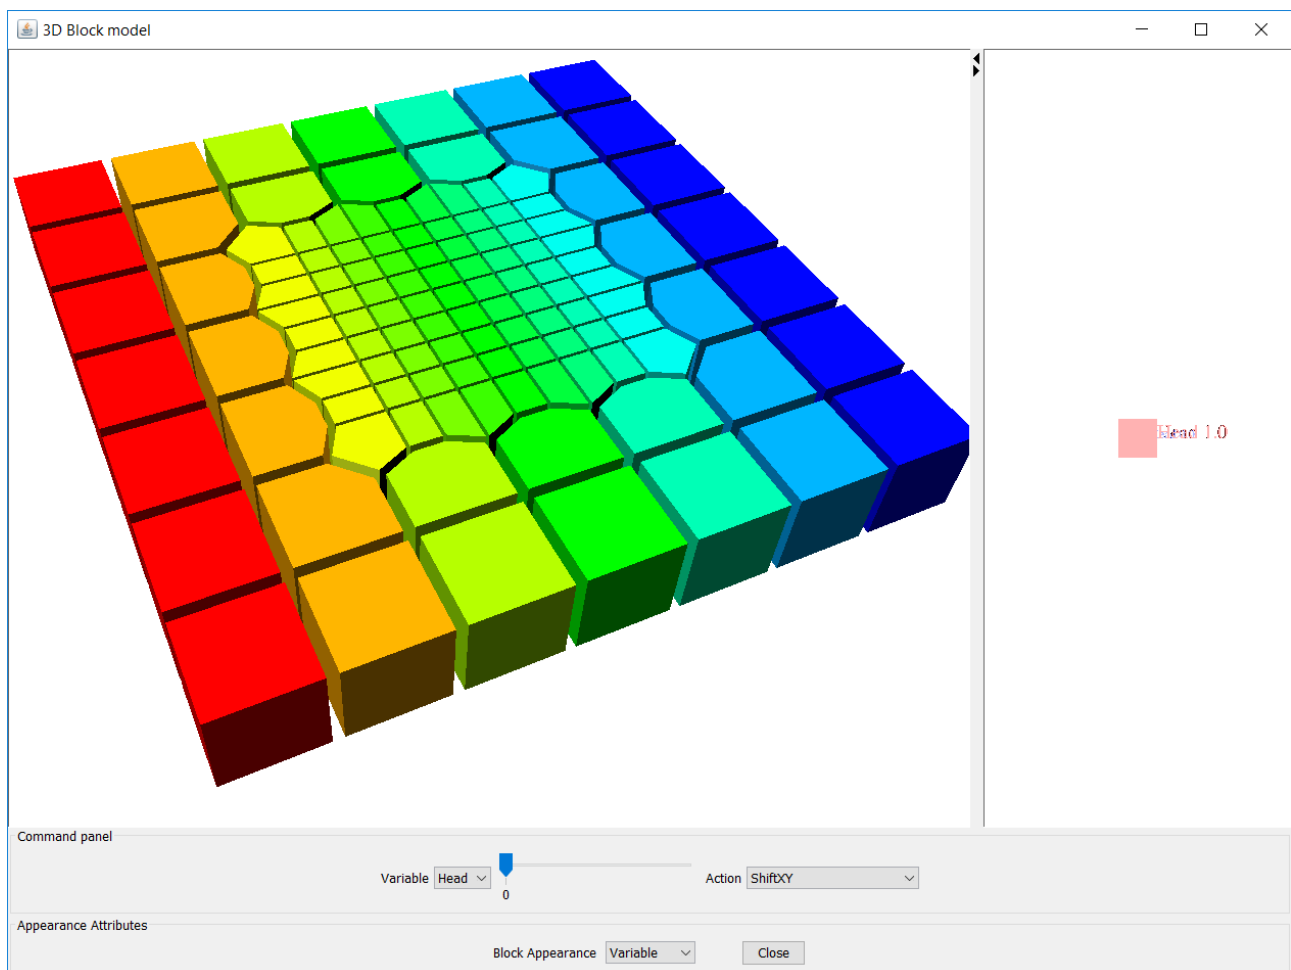 3D Block model
Head 1.0
Command panel
Variable Head
0
Action ShiftXY
Appearance Attributes
Block Appearance Variable
Close